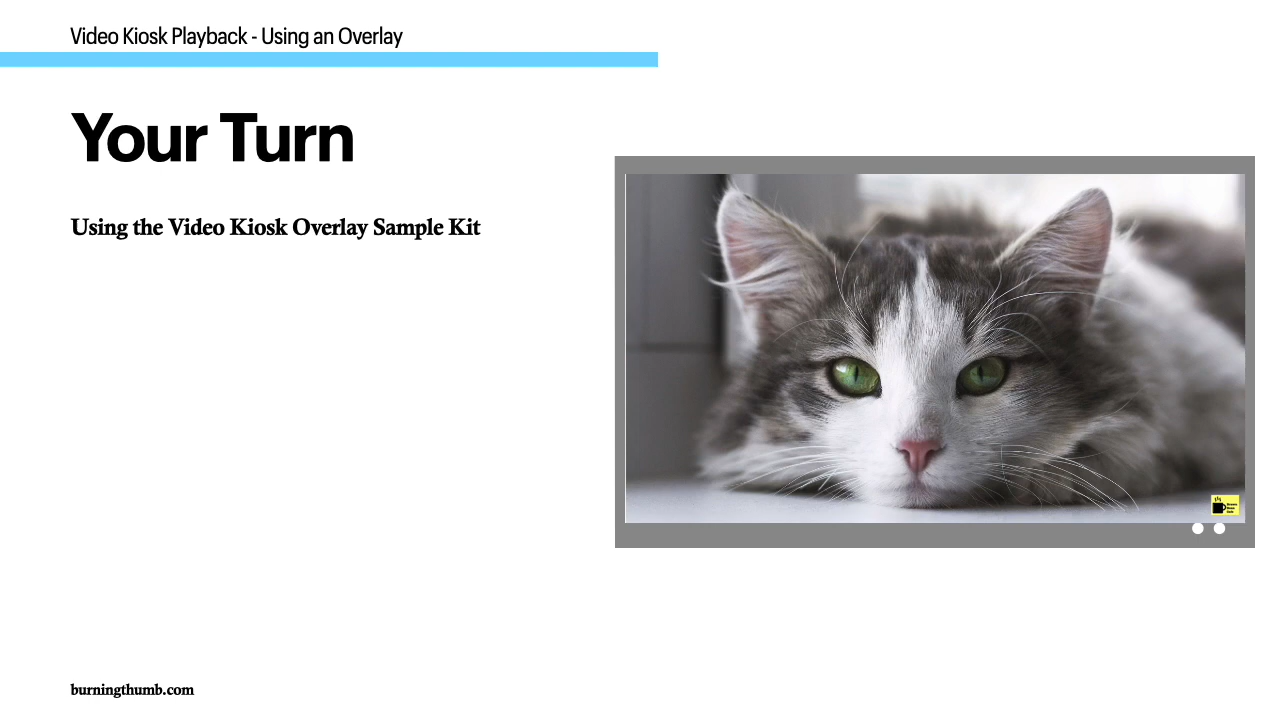 Video Kiosk Playback - Using an Overlay
Your Turn
Using the Video Kiosk Overlay Sample Kit
burningthumb.com